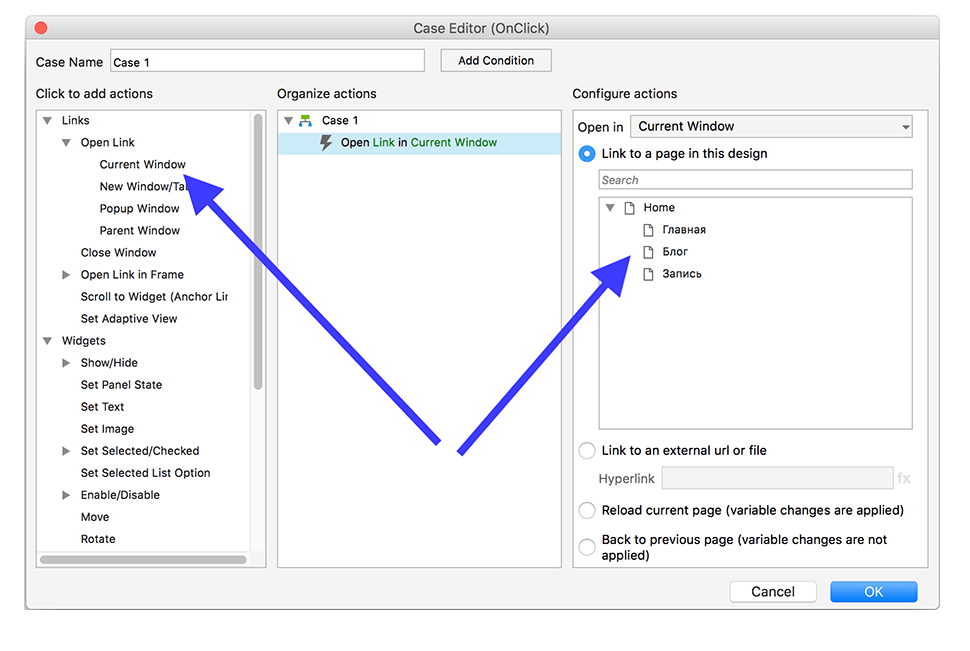 Case Editor (OnClick)
Case Name Case 1 Add Condition
Click to add actions
Links
Open Link
Current Window
New Window/Ta
Popup Window
Parent Window
Close Window
Open Link in Frame
Scroll to Widget (Anchor Lir
Set Adaptive View
Widgets
Show/Hide
Set Panel State
Set Text
Set Image
Set Selected/Checked
Set Selected List Option
Enable/Disable
Move
Rotate
Organize actions
Case 1
Open Link in Current Window
Configure actions
Open in Current Window
Link to a page in this design
Search
Home
Главная
Блог
Запись
Link to an external url or file
Hyperlink fx
Reload current page (variable changes are applied)
Back to previous page (variable changes are not
applied)
Cancel OK